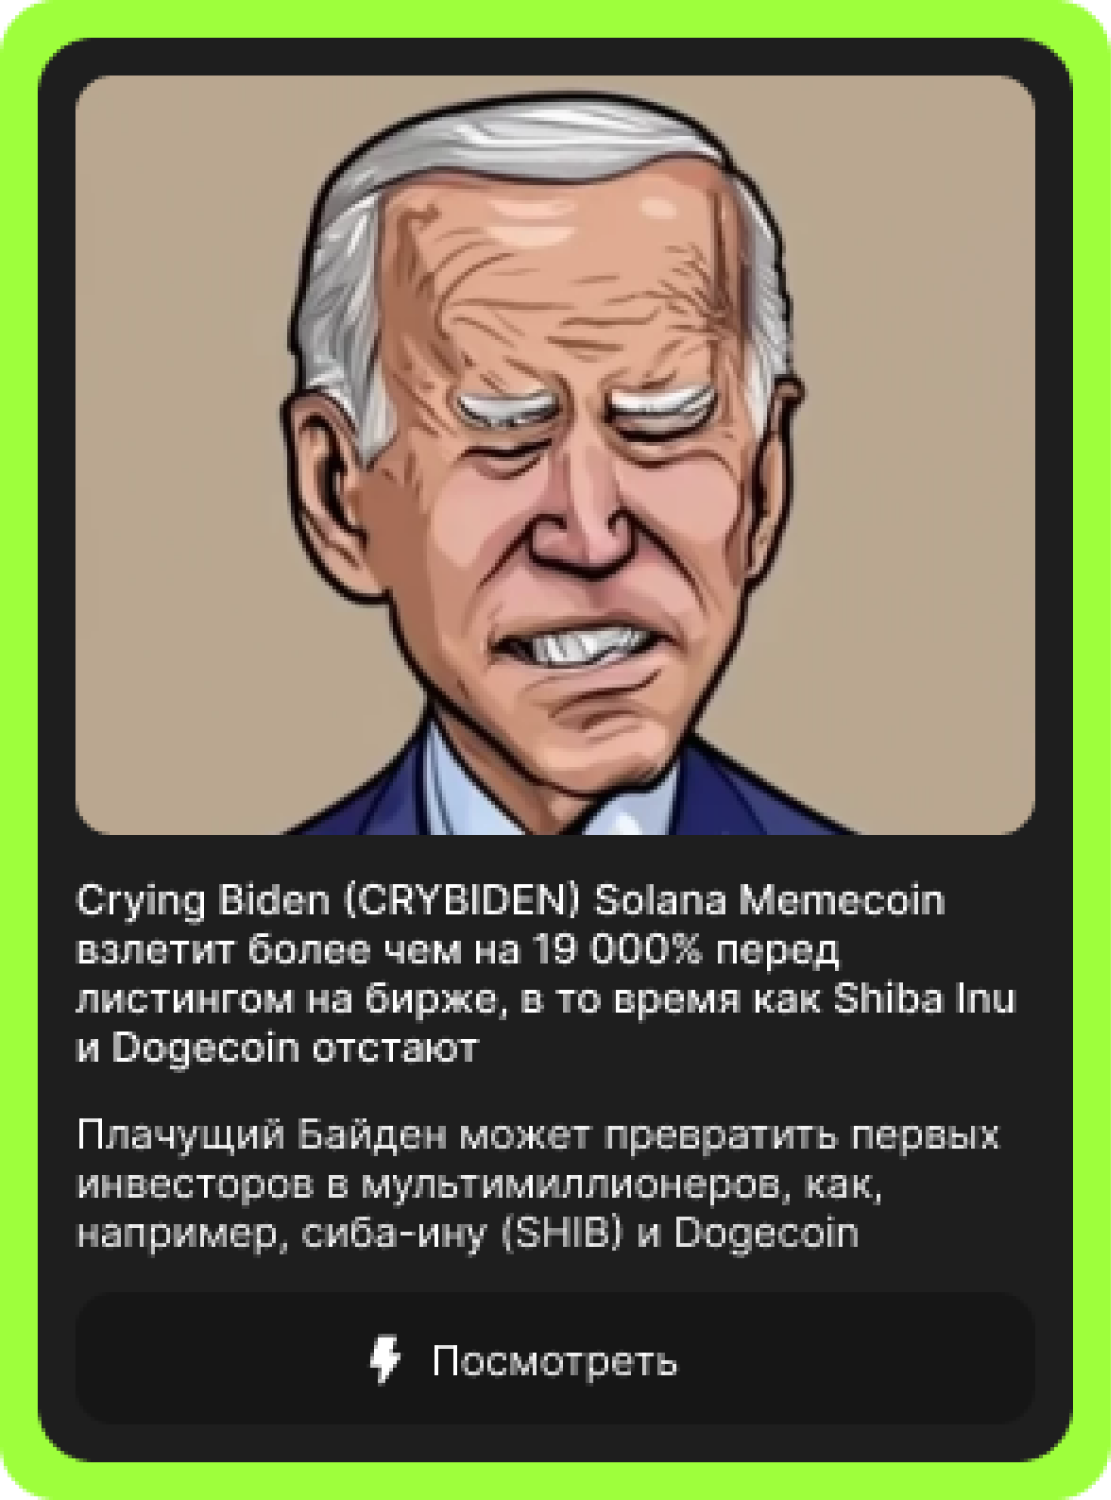 Crying Biden (CRYBIDEN) Solana Memecoin
взлетит более чем на 19 000% перед
листингом на бирже, в то время как Shiba Inu
и Dogecoin отстают
Плачущий Байден может превратить первых
инвесторов в мультимиллионеров, как,
например, сиба-ину (SHIB) и Dogecoin
Посмотреть